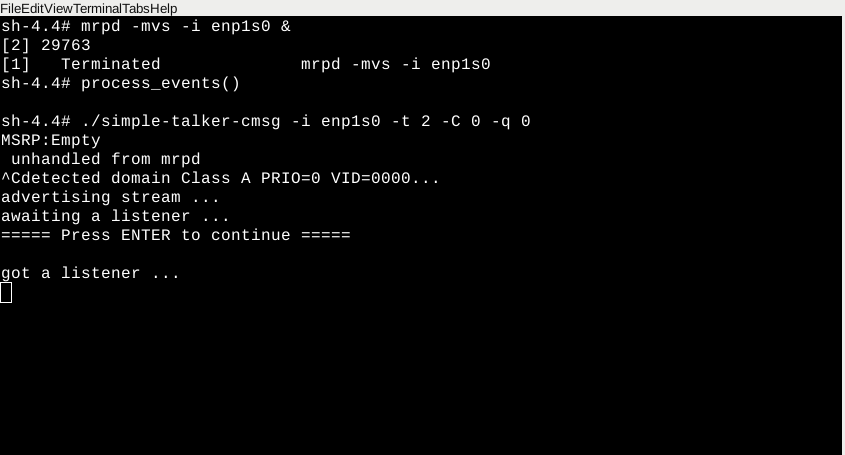 FileEditViewTerminalTabsHelp
sh-4.4# mrpd -mvs -i enp1s0 &
[2] 29763
[1]   Terminated              mrpd -mvs -i enp1s0
sh-4.4# process_events()
sh-4.4# ./simple-talker-cmsg -i enp1s0 -t 2 -C 0 -q 0
MSRP:Empty
 unhandled from mrpd
^Cdetected domain Class A PRIO=0 VID=0000...
advertising stream ...
awaiting a listener ...
===== Press ENTER to continue =====
got a listener ...